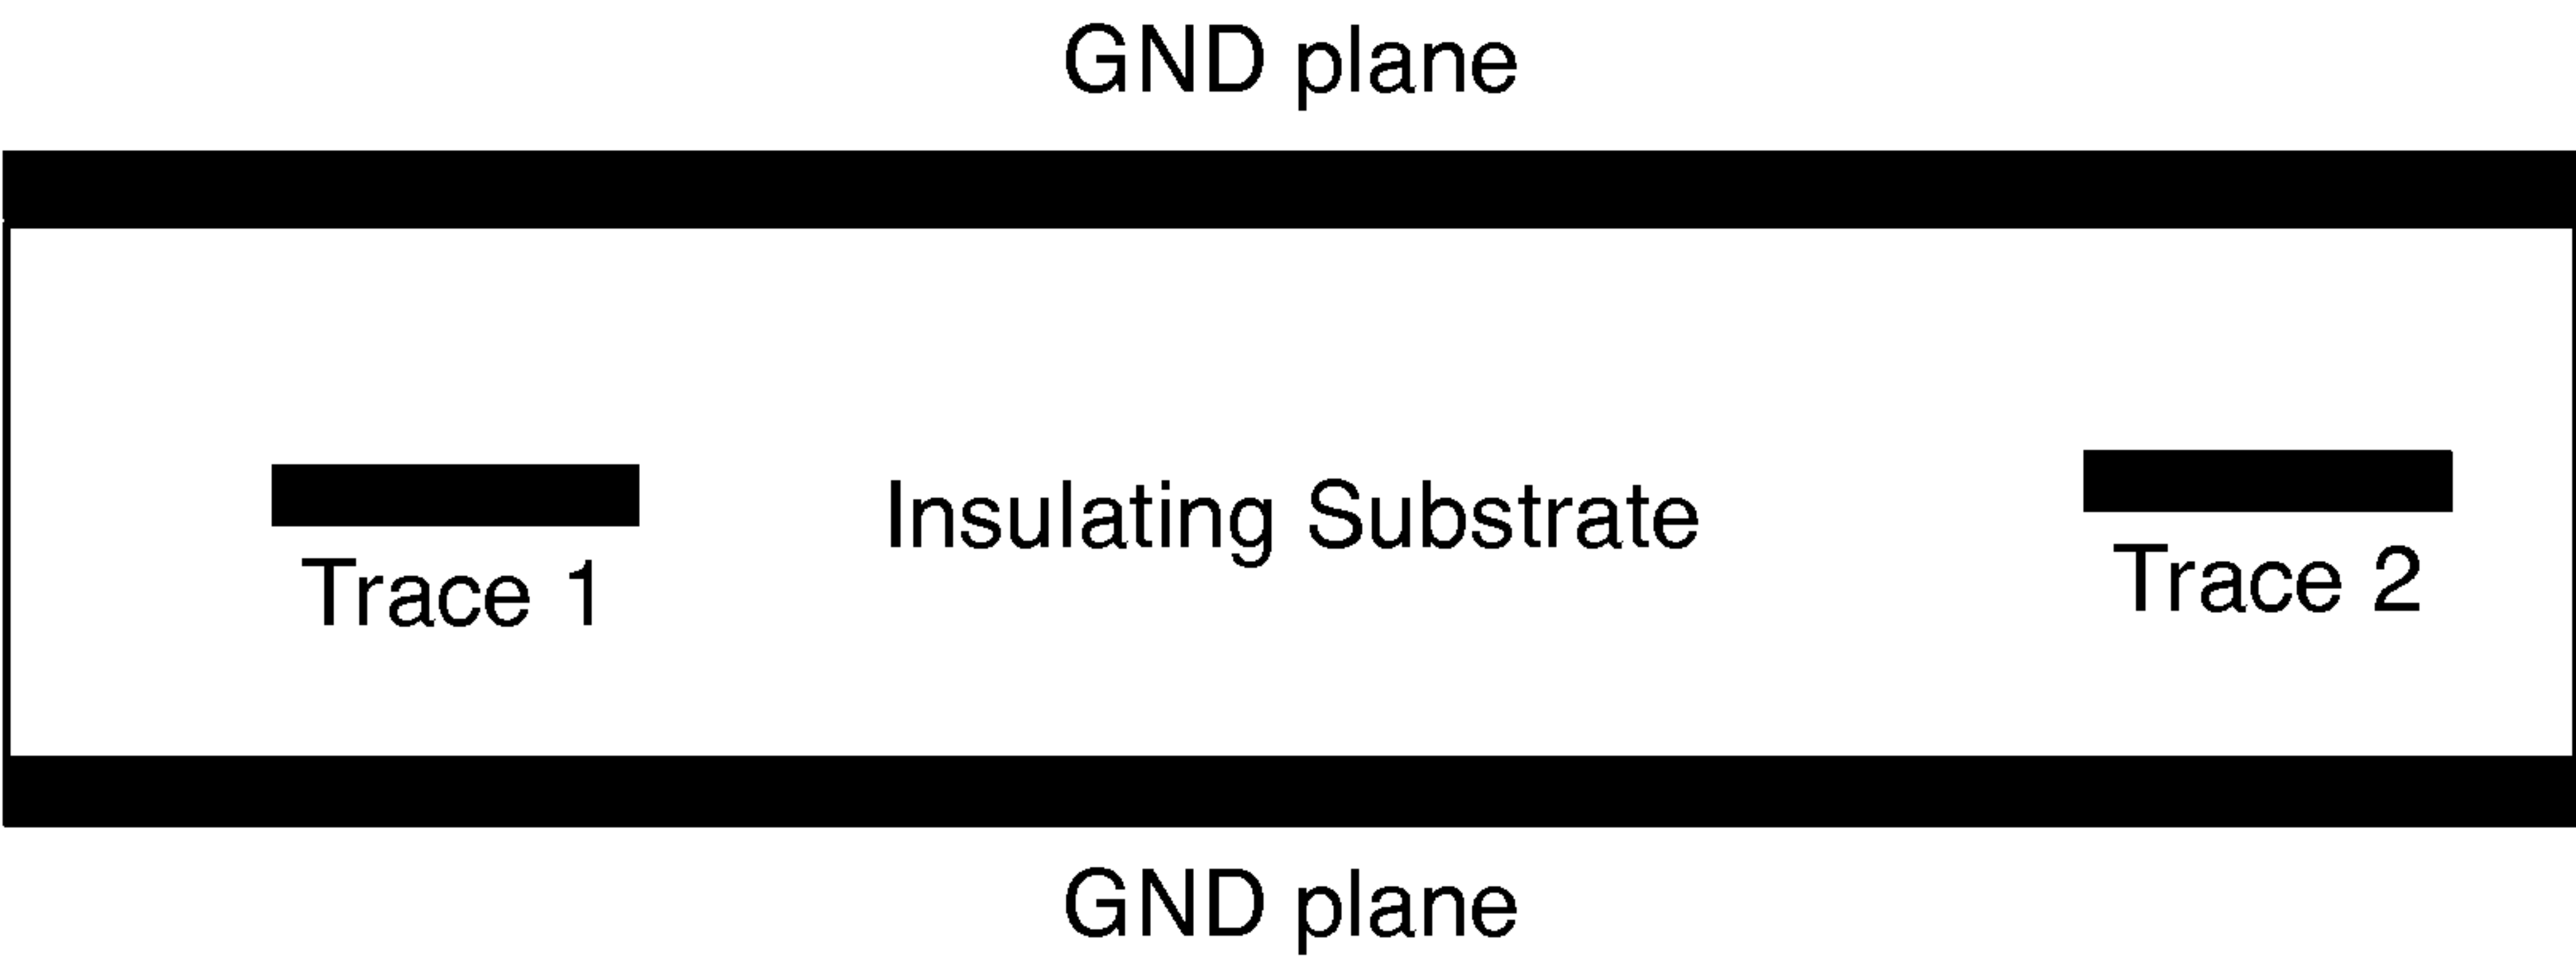 GND plane
Insulating Substrate
Trace 1
Trace 2
GND plane